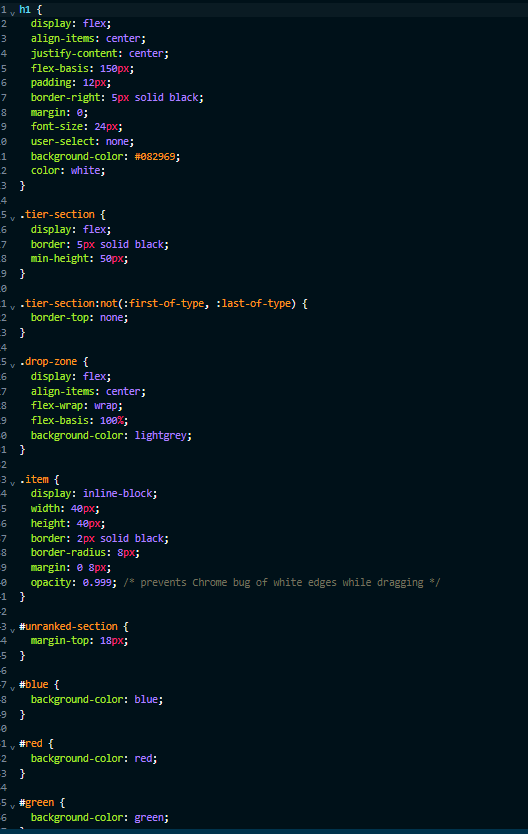 1 h1 {
2 display: flex;
3 align-items: center;
4 justify-content: center;
5 flex-basis: 150px;
6 padding: 12px;
7 border-right: 5px solid black;
8 margin: 0;
9 font-size: 24px;
0 user-select: none;
1 background-color: #082969;
2 color: white;
3 }
4
5 .tier-section {
6 display: flex;
7 border: 5px solid black;
8 min-height: 50px;
9 }
0
1 .tier-section:not(:first-of-type, :last-of-type) {
2 border-top: none;
3 }
4
5 .drop-zone {
6 display: flex;
7 align-items: center;
8 flex-wrap: wrap;
9 flex-basis: 100%;
0 background-color: lightgrey;
1 }
2
3 .item {
4 display: inline-block;
5 width: 40px;
6 height: 40px;
7 border: 2px solid black;
8 border-radius: 8px;
9 margin: 0 8px;
0 opacity: 0.999; /* prevents Chrome bug of white edges while dragging */
1 }
2
3 #unranked-section {
4 margin-top: 18px;
5 }
6
7 #blue {
8 background-color: blue;
9 }
0
1 #red {
2 background-color: red;
3 }
4
5 #green {
6 background-color: green;